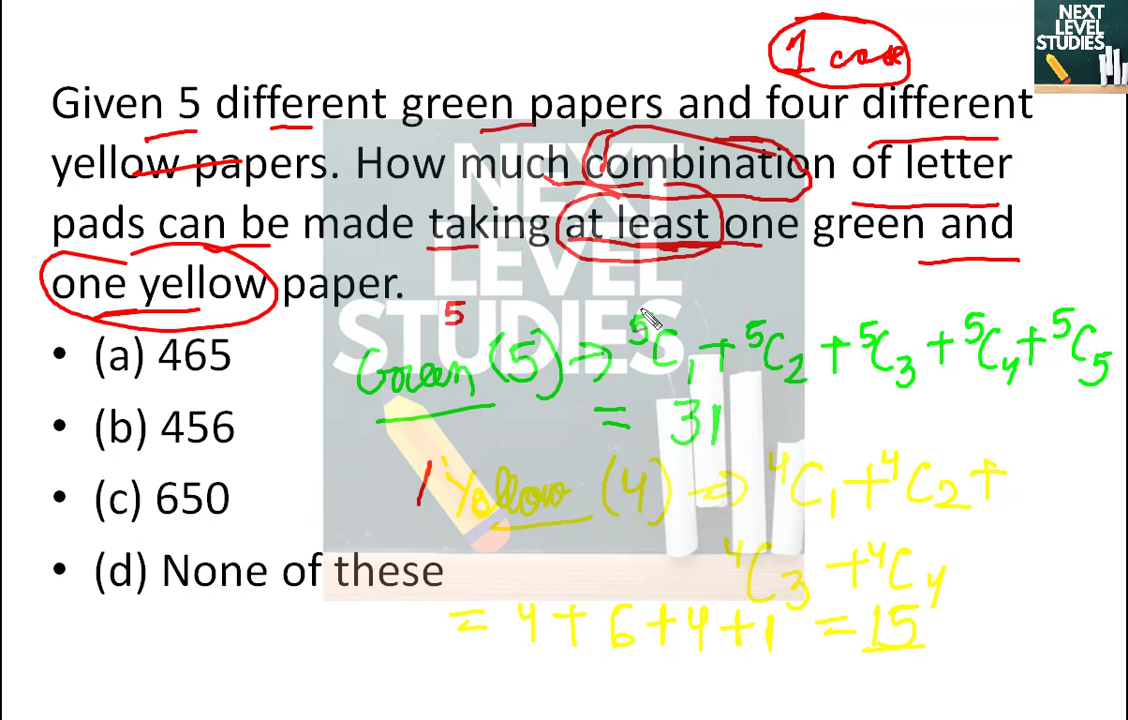 NEXT
LEVEL
STUDIES
1 case
Given 5 different green papers and four different
yellow papers. How much combination of letter
pads can be made taking at least one green and
one yellow paper.
NEXT
LEVEL
STUDIES
5
• (a) 465
Green (5) ⇒ ⁵C₁ + ⁵C₂ + ⁵C₃ + ⁵C₄ + ⁵C₅
• (b) 456
= 31
• (c) 650
1 Yellow (4) ⇒ ⁴C₁ + ⁴C₂ +
• (d) None of these
⁴C₃ + ⁴C₄
= 4 + 6 + 4 + 1 = 15